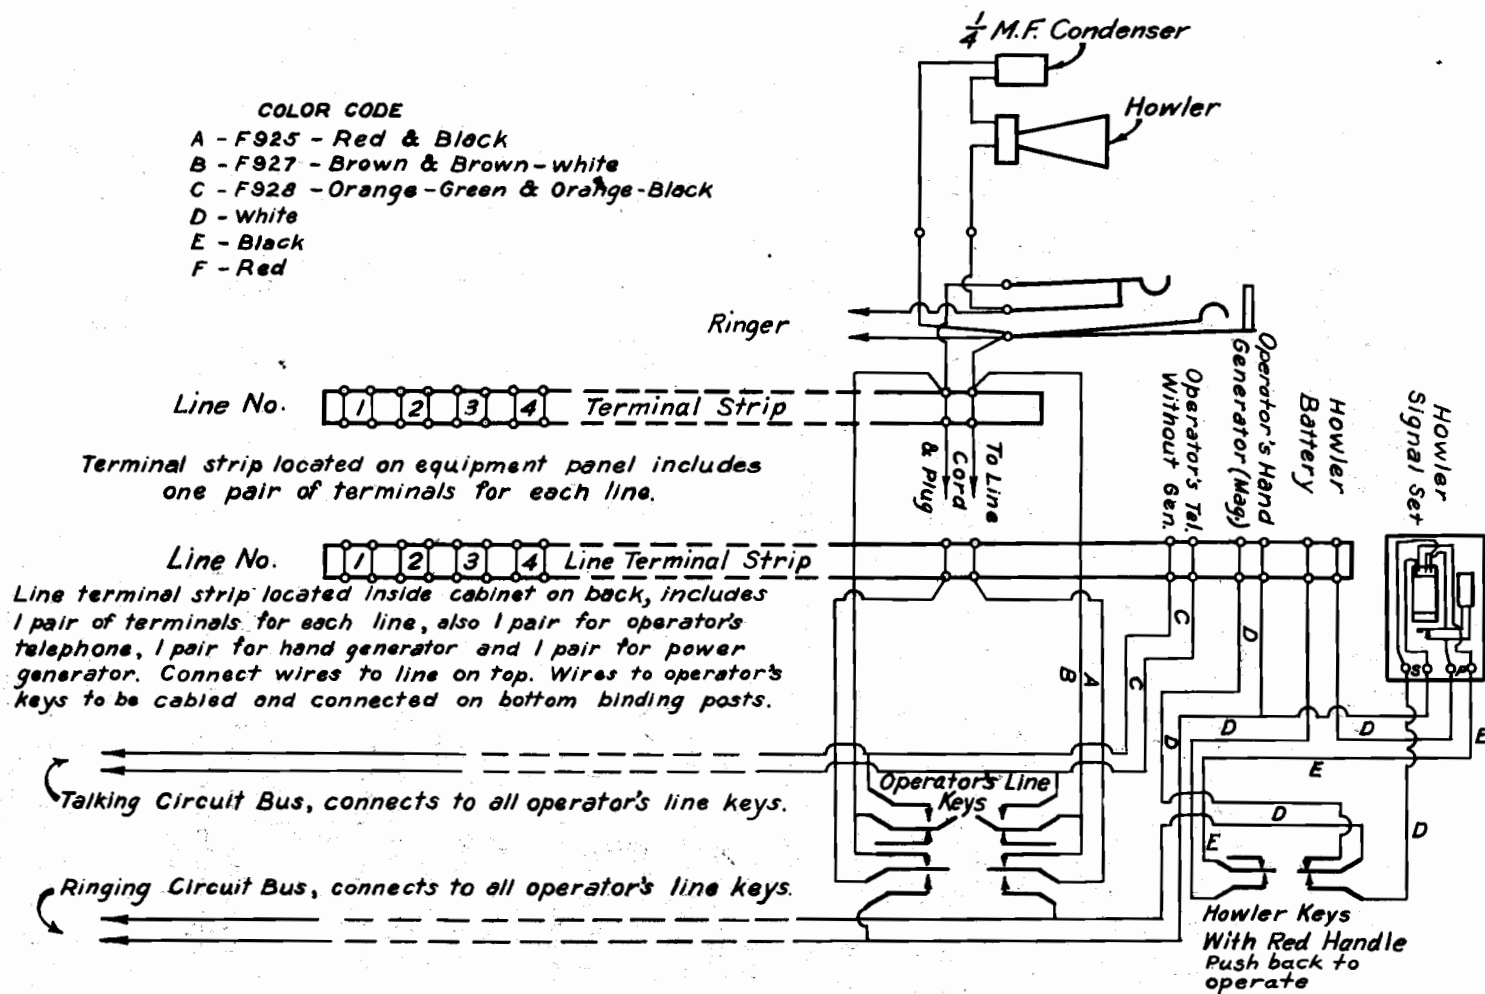 1/4 M.F. Condenser
Howler
COLOR CODE
A - F925 - Red & Black
B - F927 - Brown & Brown-white
C - F928 - Orange-Green & Orange-Black
D - White
E - Black
F - Red
Ringer
Line No. 1 2 3 4 Terminal Strip
Terminal strip located on equipment panel includes
one pair of terminals for each line.
To Line
Cord
& Plug
Operator's Tel.
Without Gen.
Operator's Hand
Generator (Mag.)
Battery
Howler
Howler
Signal Set
Line No. 1 2 3 4 Line Terminal Strip
Line terminal strip located inside cabinet on back, includes
1 pair of terminals for each line, also 1 pair for operator's
telephone, 1 pair for hand generator and 1 pair for power
generator. Connect wires to line on top. Wires to operator's
keys to be cabled and connected on bottom binding posts.
S P
A
B
C
C
D
D
D
D
E
E
Talking Circuit Bus, connects to all operator's line keys.
Operator's Line
Keys
D
E
D
Ringing Circuit Bus, connects to all operator's line keys.
Howler Keys
With Red Handle
Push back to
operate